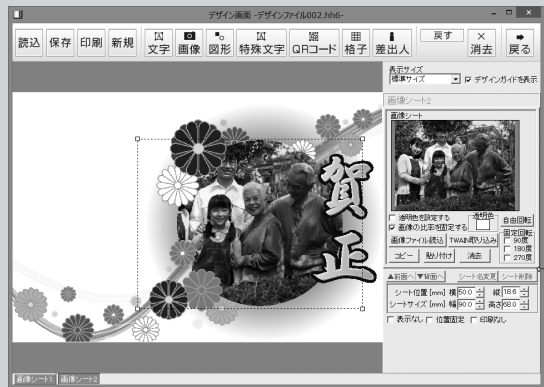 デザイン画面 -デザインファイル002.hh6-
読込 保存 印刷 新規 文字 画像 図形 特殊文字 QRコード 格子 差出人 戻す 消去 戻る
表示サイズ
標準サイズ デザインガイドを表示
画像シート2
画像シート
賀正
透明色を設定する 透明色
画像の比率を固定する 自由回転
画像ファイル読込 TWAIN取り込み 固定回転
90度
180度
コピー 貼り付け 消去 270度
▲前面へ ▼背面へ シート名変更 シート削除
シート位置 [mm] 横 50.0 縦 18.6
シートサイズ [mm] 幅 90.0 高さ 68.0
表示なし 位置固定 印刷なし
画像シート1 画像シート2